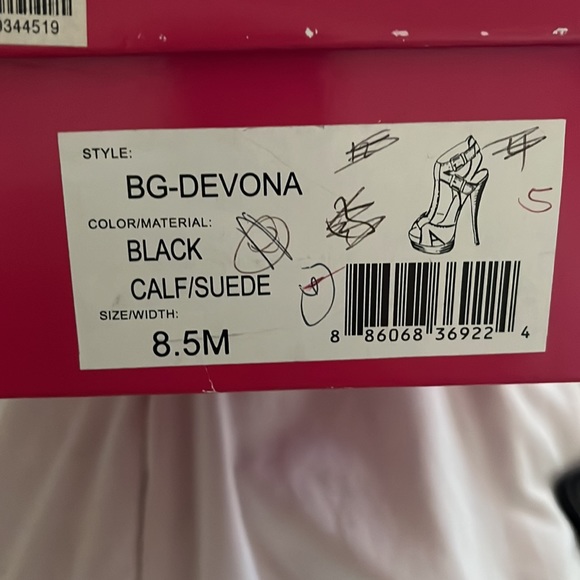 0344519
STYLE:
BG-DEVONA
COLOR/MATERIAL:
BLACK
CALF/SUEDE
SIZE/WIDTH:
8.5M
5
8 86068 36922 4